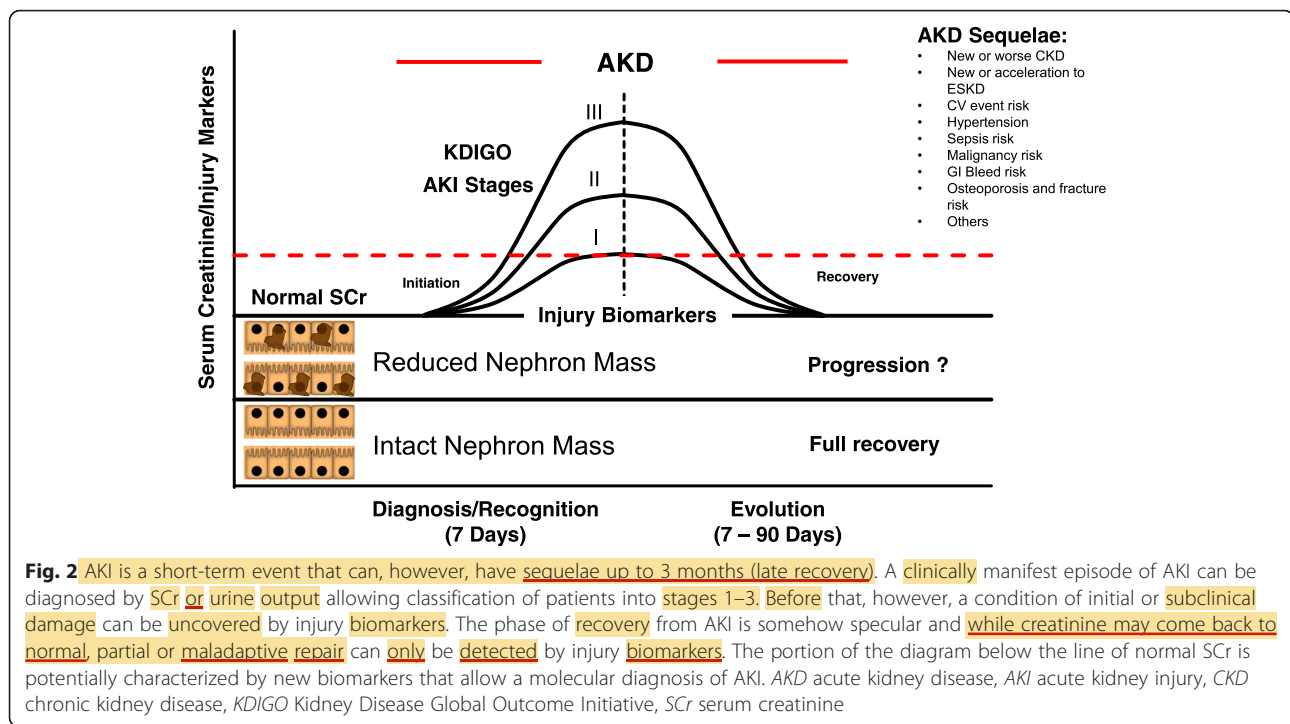 Serum Creatinine/Injury Markers
AKD
III
KDIGO
AKI Stages
II
I
Initiation
Recovery
Normal SCr
Injury Biomarkers
Reduced Nephron Mass
Progression ?
Intact Nephron Mass
Full recovery
Diagnosis/Recognition
(7 Days)
Evolution
(7 – 90 Days)
AKD Sequelae:
• New or worse CKD
• New or acceleration to
ESKD
• CV event risk
• Hypertension
• Sepsis risk
• Malignancy risk
• GI Bleed risk
• Osteoporosis and fracture
risk
• Others
Fig. 2 AKI is a short-term event that can, however, have sequelae up to 3 months (late recovery). A clinically manifest episode of AKI can be
diagnosed by SCr or urine output allowing classification of patients into stages 1–3. Before that, however, a condition of initial or subclinical
damage can be uncovered by injury biomarkers. The phase of recovery from AKI is somehow specular and while creatinine may come back to
normal, partial or maladaptive repair can only be detected by injury biomarkers. The portion of the diagram below the line of normal SCr is
potentially characterized by new biomarkers that allow a molecular diagnosis of AKI. AKD acute kidney disease, AKI acute kidney injury, CKD
chronic kidney disease, KDIGO Kidney Disease Global Outcome Initiative, SCr serum creatinine